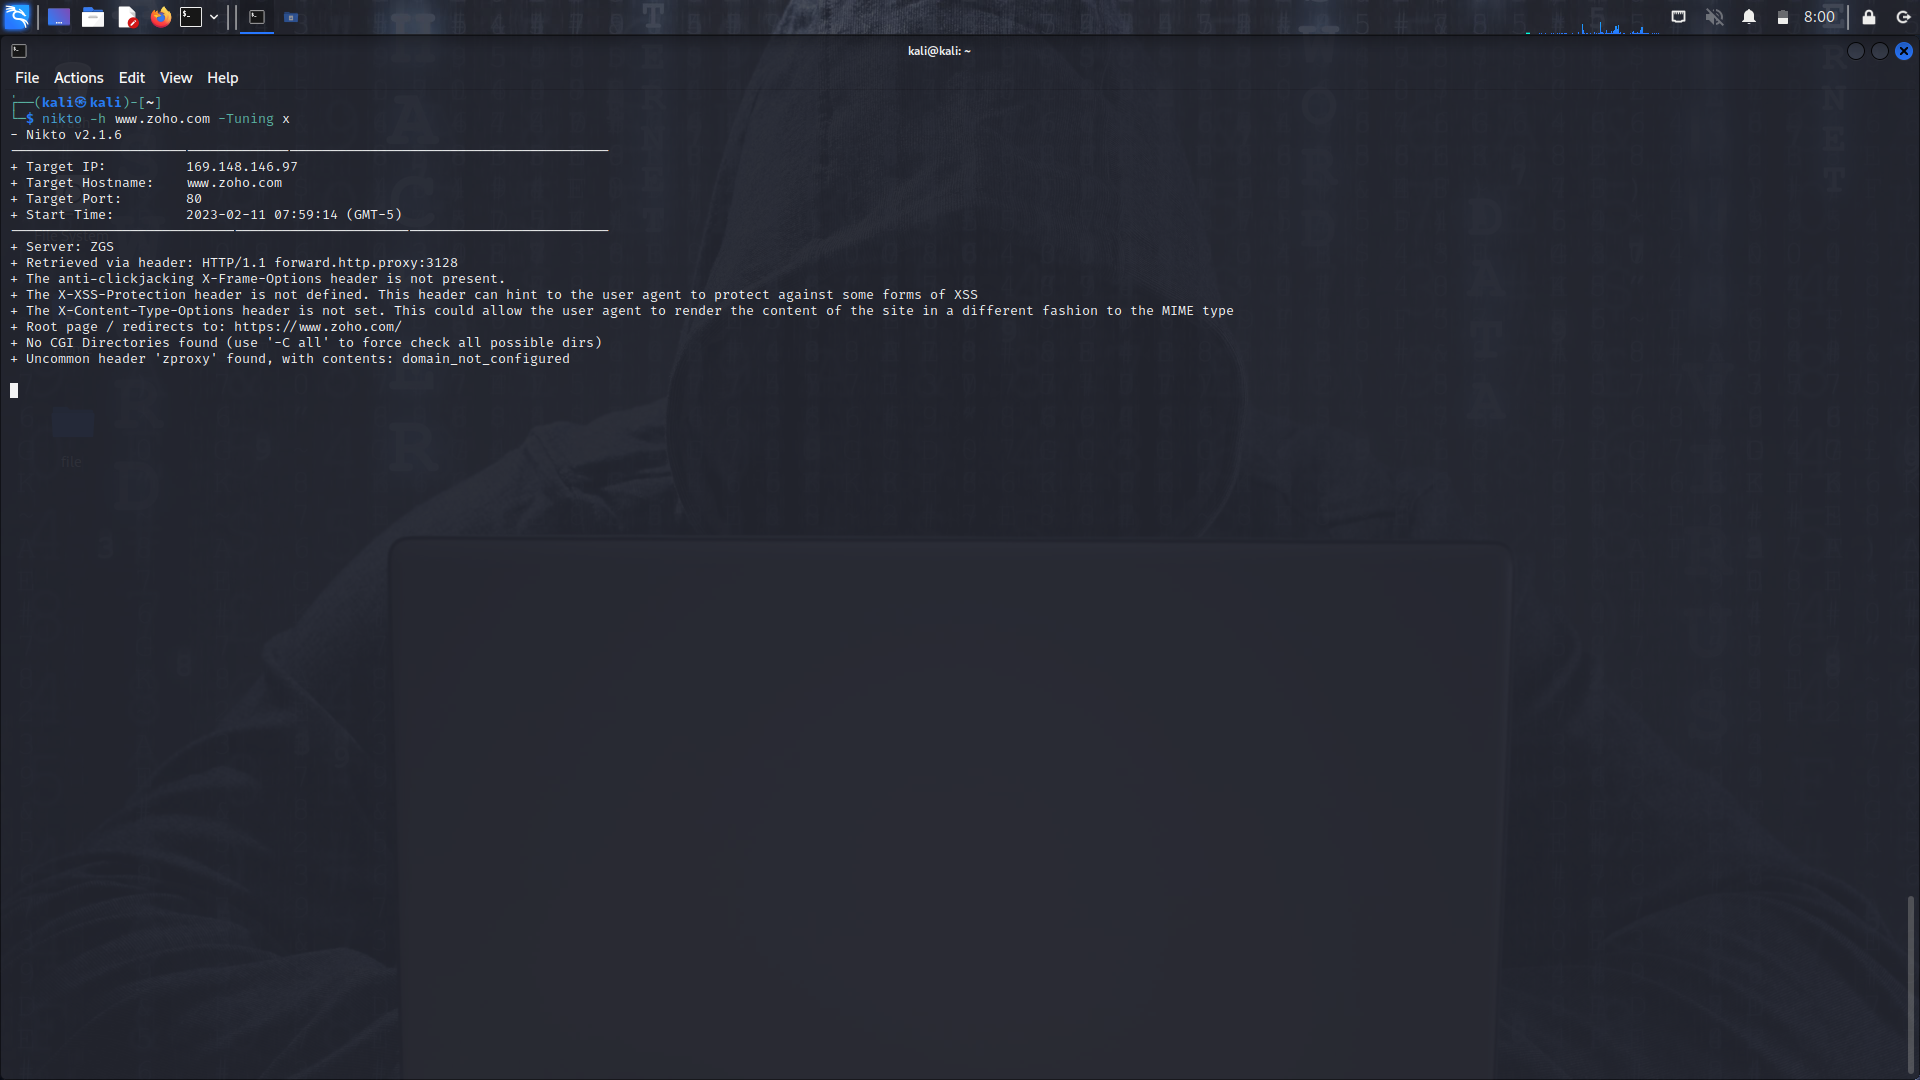 8:00
kali@kali: ~
File Actions Edit View Help
┌──(kali㉿kali)-[~]
└─$ nikto -h www.zoho.com -Tuning x
- Nikto v2.1.6
+ Target IP: 169.148.146.97
+ Target Hostname: www.zoho.com
+ Target Port: 80
+ Start Time: 2023-02-11 07:59:14 (GMT-5)
+ Server: ZGS
+ Retrieved via header: HTTP/1.1 forward.http.proxy:3128
+ The anti-clickjacking X-Frame-Options header is not present.
+ The X-XSS-Protection header is not defined. This header can hint to the user agent to protect against some forms of XSS
+ The X-Content-Type-Options header is not set. This could allow the user agent to render the content of the site in a different fashion to the MIME type
+ Root page / redirects to: https://www.zoho.com/
+ No CGI Directories found (use '-C all' to force check all possible dirs)
+ Uncommon header 'zproxy' found, with contents: domain_not_configured
file